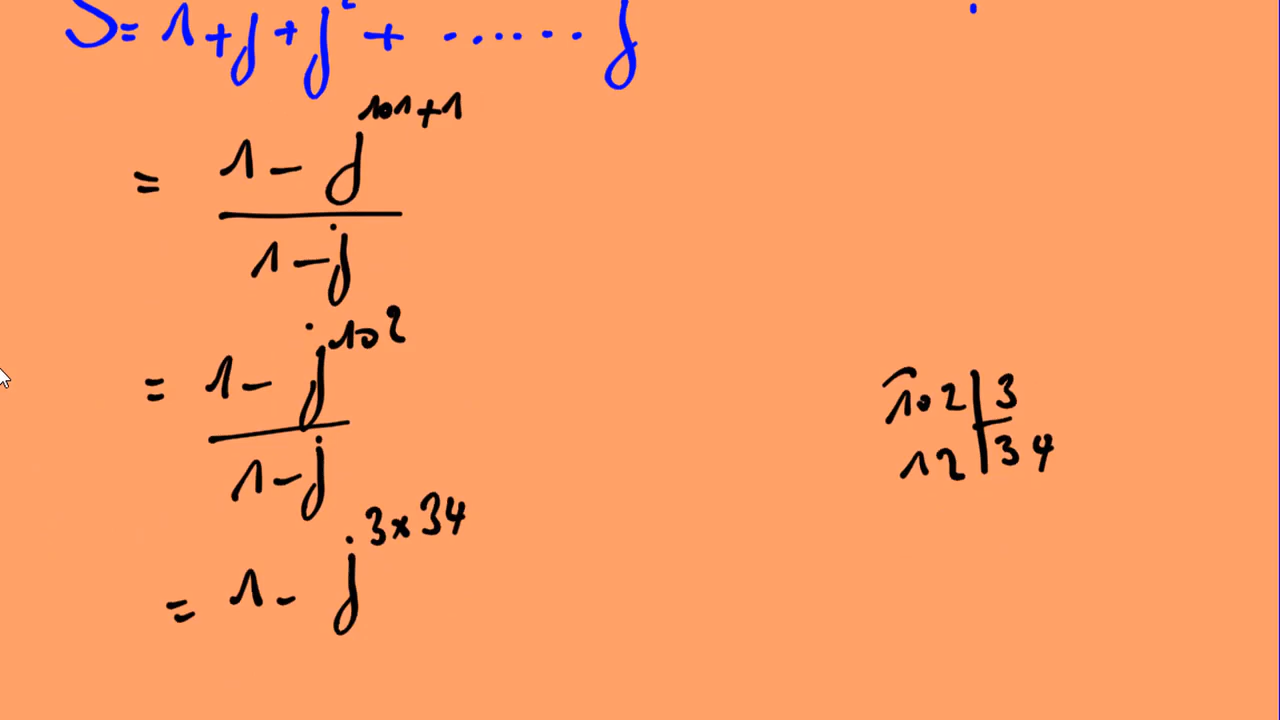 S = 1 + j + j² + ...... j
= 1 - j^101+1
1 - j
= 1 - j^102
1 - j
102 | 3
12 | 34
= 1 - j^3×34